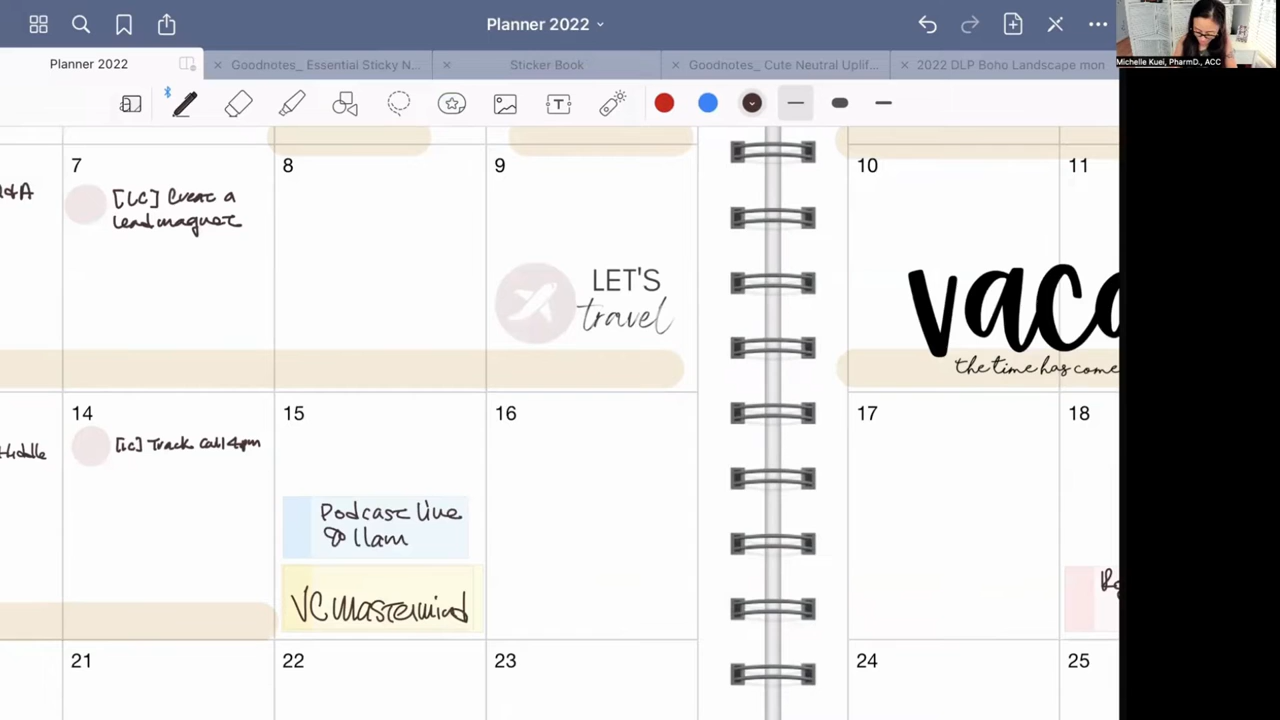 Planner 2022
Michelle Kuei, PharmD., ACC
Planner 2022
Goodnotes_ Essential Sticky N...
Sticker Book
Goodnotes_ Cute Neutral Uplif...
2022 DLP Boho Landscape mon
T
7
8
9
10
11
[LC] Creat a
lead magnet
LET'S
travel
vaca
the time has come
14
15
16
17
18
[LC] Track call 4pm
Podcast live
@ 11am
VC Mastermind
21
22
23
24
25